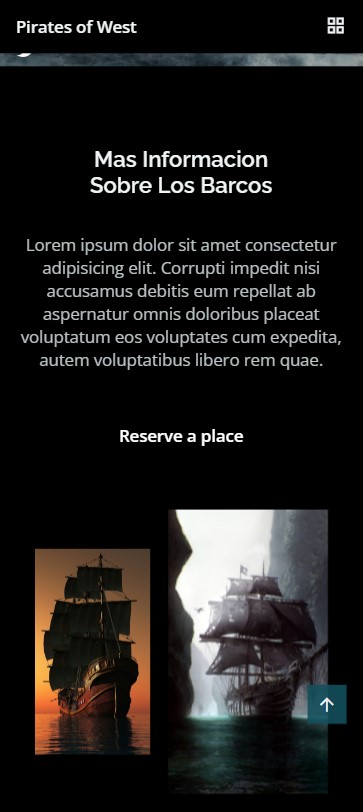 Pirates of West
Mas Informacion
Sobre Los Barcos
Lorem ipsum dolor sit amet consectetur
adipisicing elit. Corrupti impedit nisi
accusamus debitis eum repellat ab
aspernatur omnis doloribus placeat
voluptatum eos voluptates cum expedita,
autem voluptatibus libero rem quae.
Reserve a place